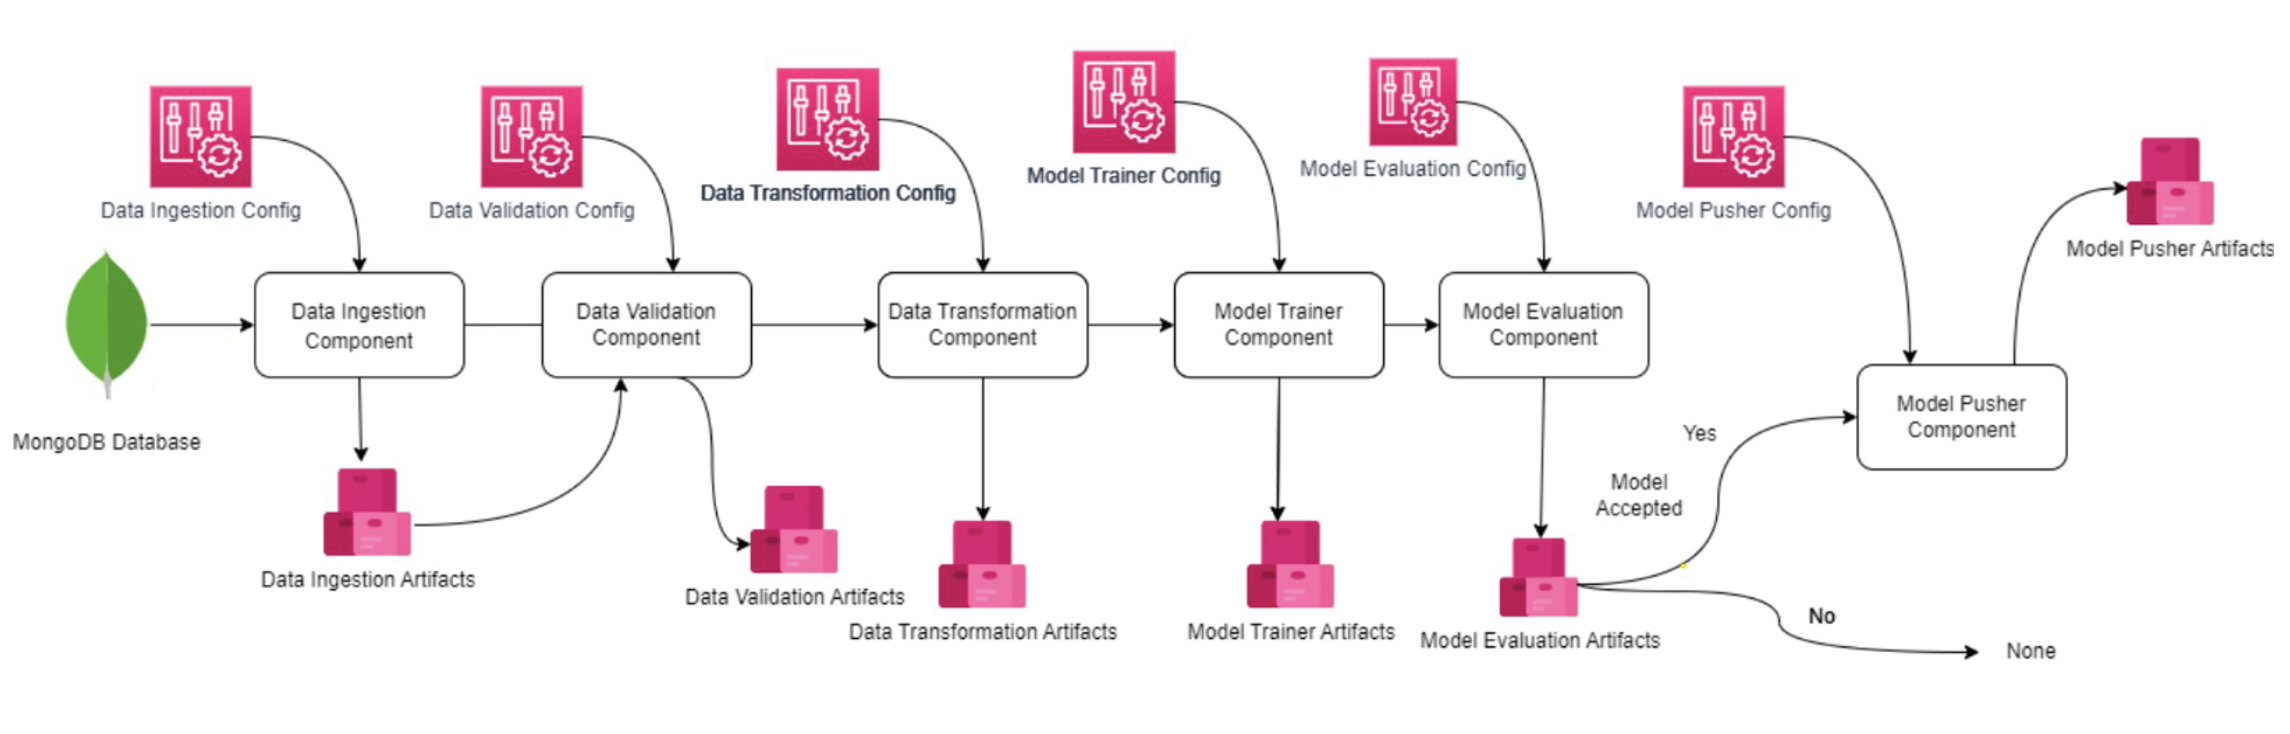 Data Ingestion Config
Data Validation Config
Data Transformation Config
Model Trainer Config
Model Evaluation Config
Model Pusher Config
Model Pusher Artifacts
MongoDB Database
Data Ingestion
Component
Data Validation
Component
Data Transformation
Component
Model Trainer
Component
Model Evaluation
Component
Model Pusher
Component
Yes
Model
Accepted
No
None
Data Ingestion Artifacts
Data Validation Artifacts
Data Transformation Artifacts
Model Trainer Artifacts
Model Evaluation Artifacts